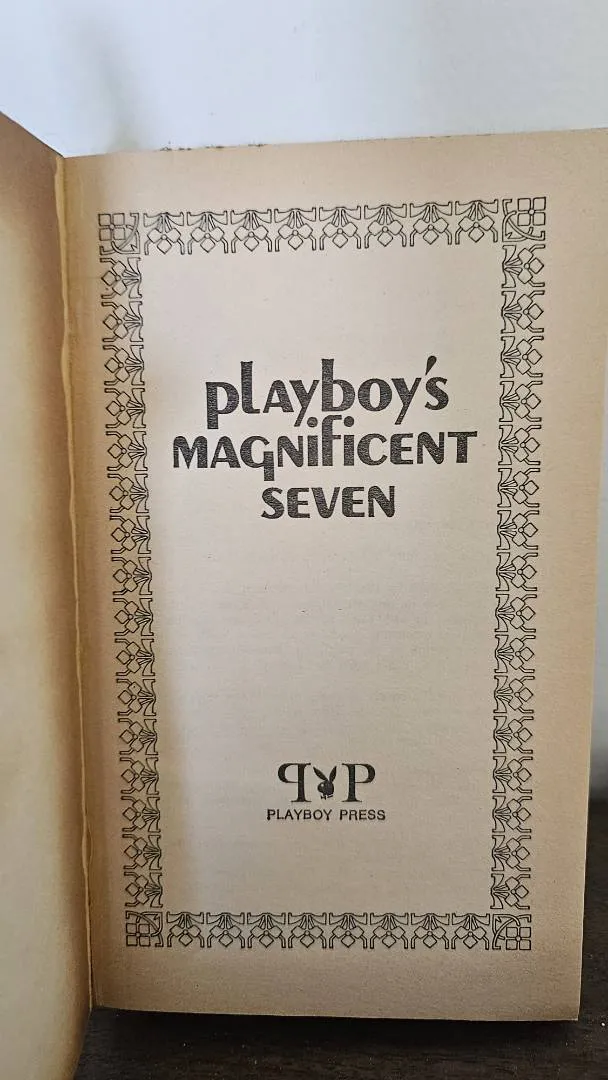 playboy's
MAGNIFICENT
SEVEN
PP
PLAYBOY PRESS